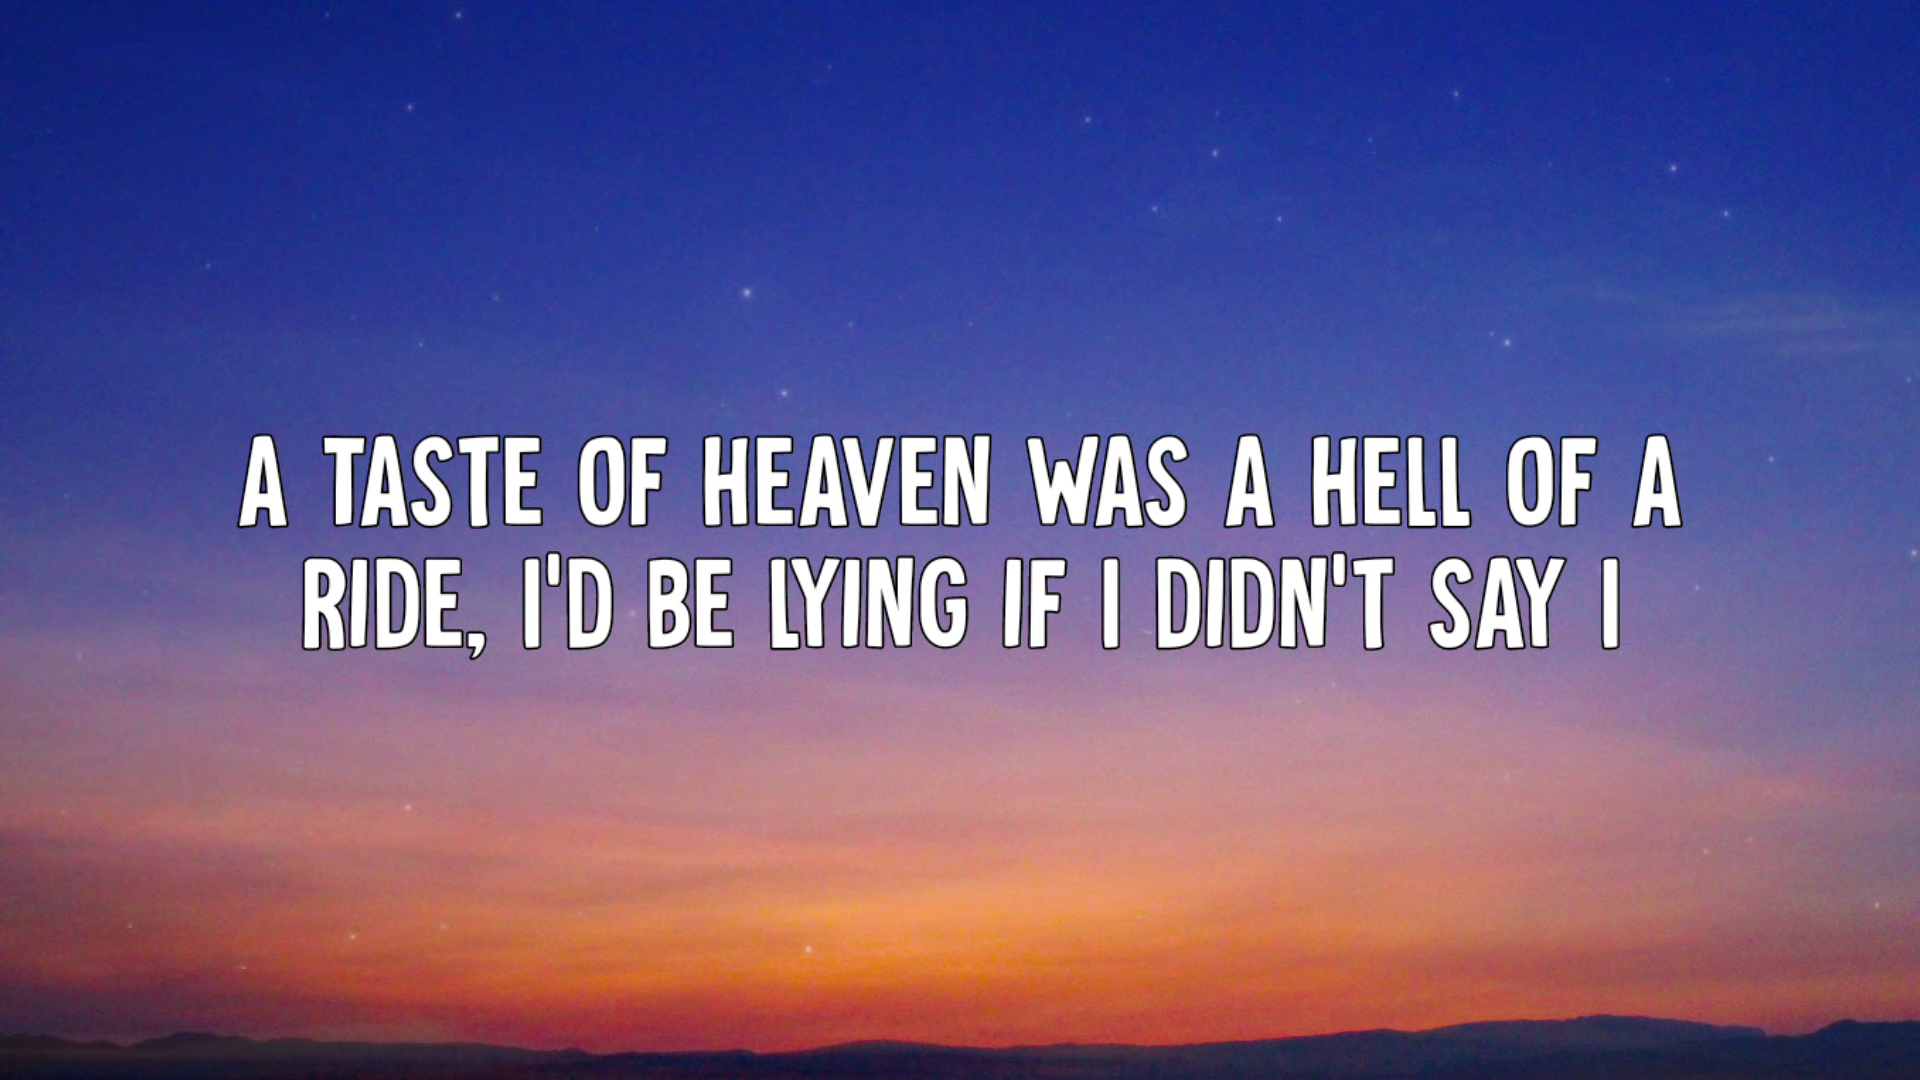 A TASTE OF HEAVEN WAS A HELL OF A
RIDE, I'D BE LYING IF I DIDN'T SAY I